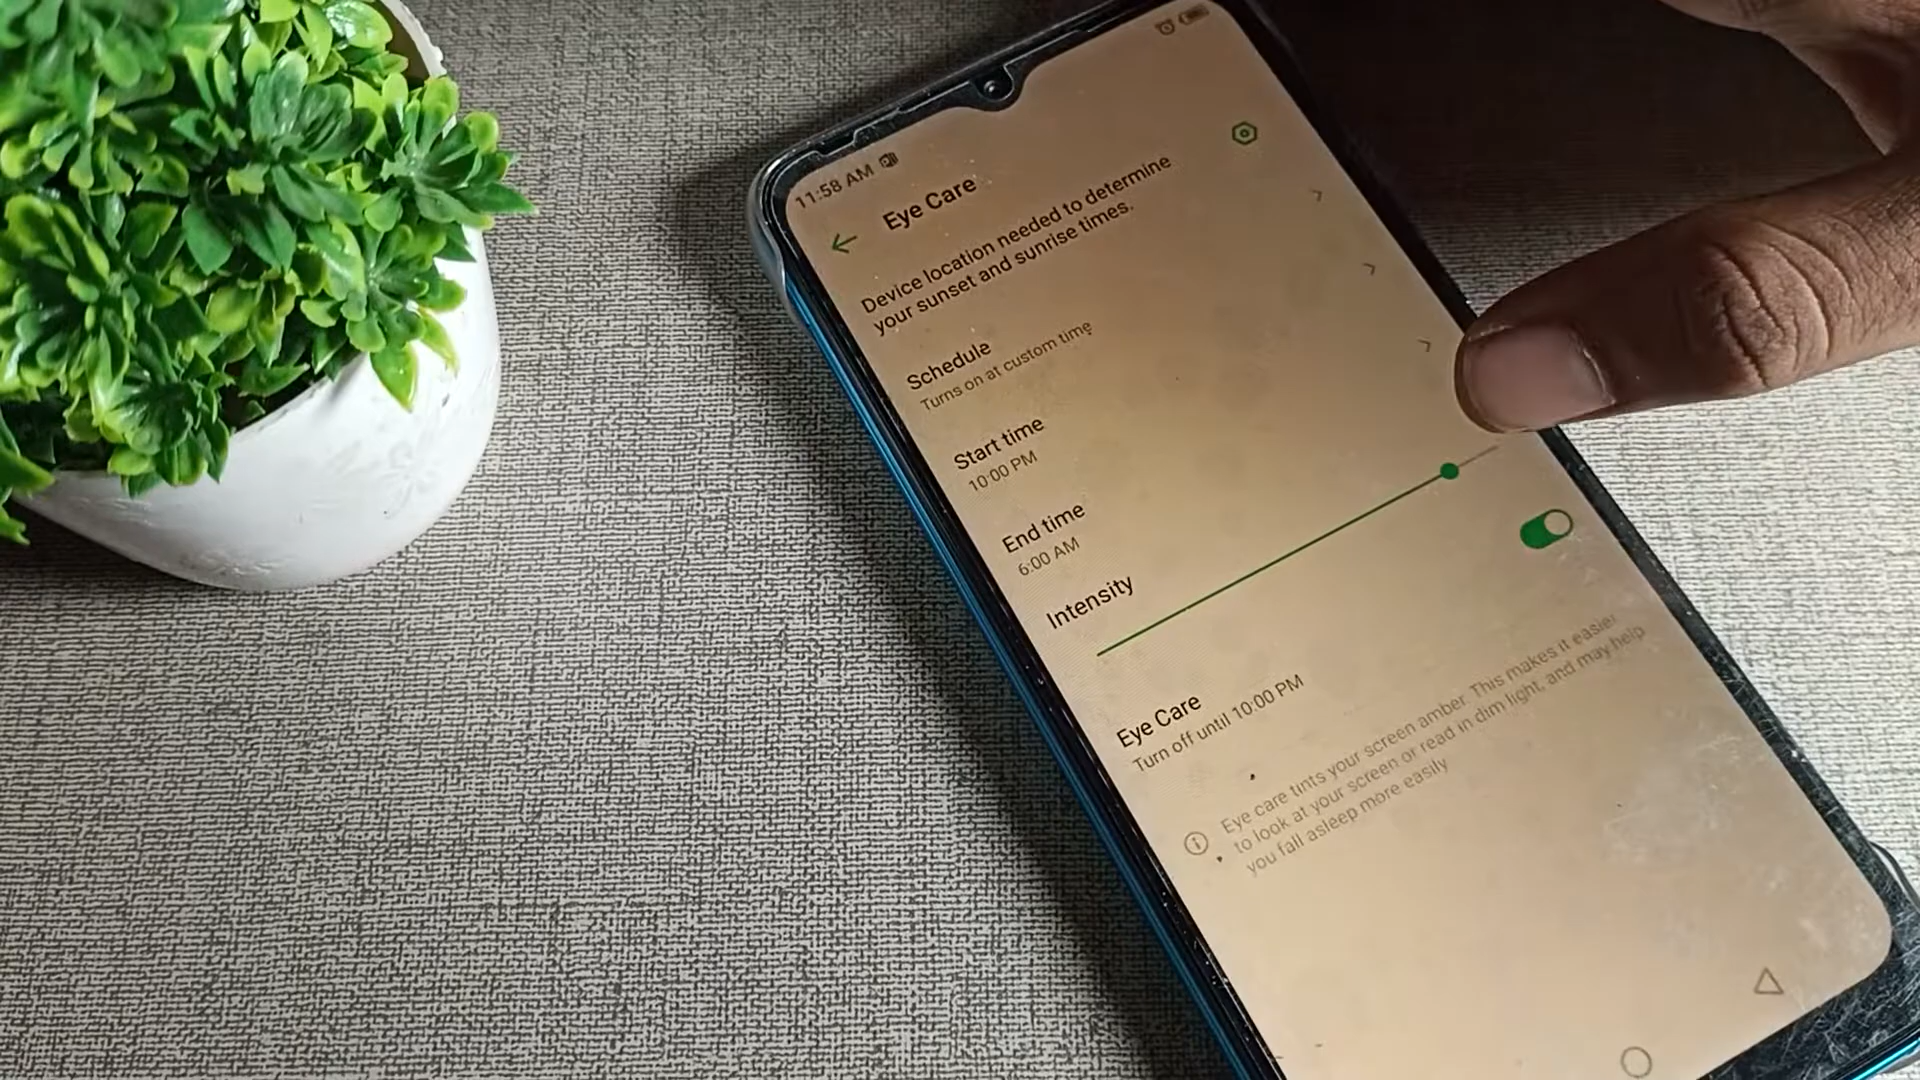 11:58 AM
Eye Care
Device location needed to determine
your sunset and sunrise times.
Schedule
Turns on at custom time
Start time
10:00 PM
End time
6:00 AM
Intensity
Eye Care
Turn off until 10:00 PM
Eye care tints your screen amber. This makes it easier
to look at your screen or read in dim light, and may help
you fall asleep more easily